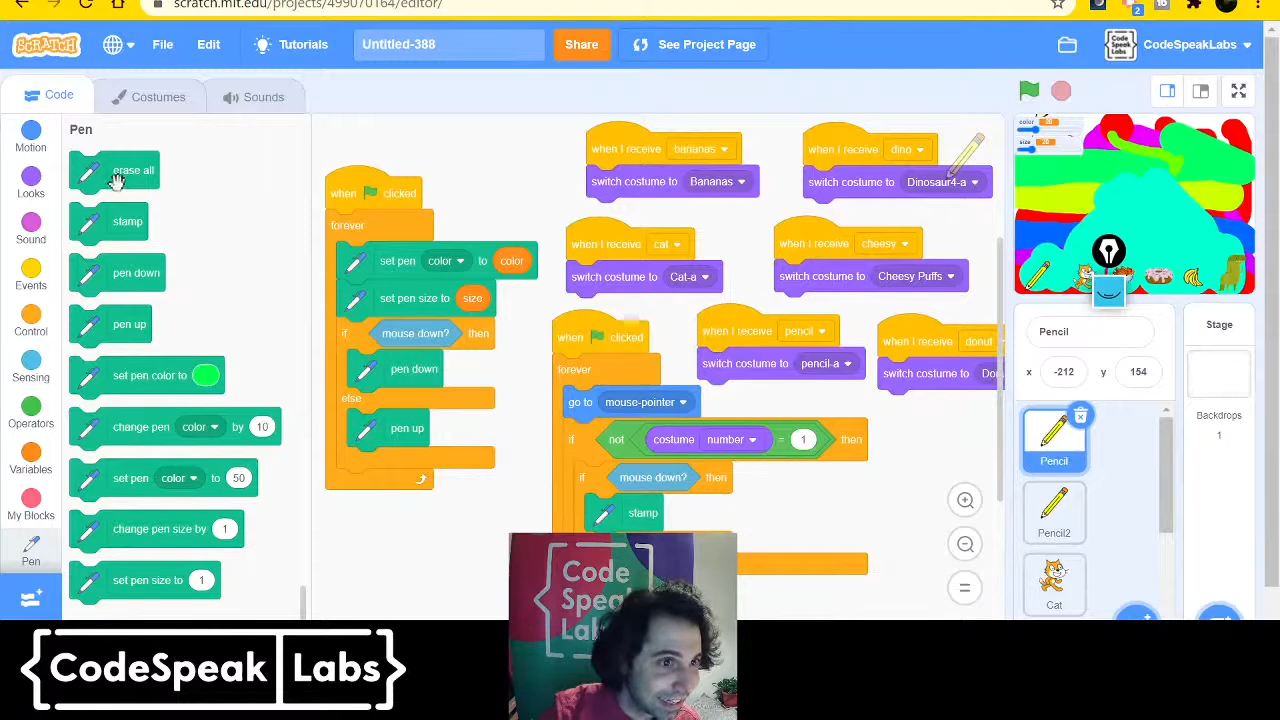 scratch.mit.edu/projects/499070164/editor/
2
SCRATCH
File
Edit
Tutorials
Untitled-388
Share
See Project Page
CodeSpeakLabs
Code
Costumes
Sounds
Motion
Looks
Sound
Events
Control
Sensing
Operators
Variables
My Blocks
Pen
Pen
erase all
stamp
pen down
pen up
set pen color to
change pen color by 10
set pen color to 50
change pen size by 1
set pen size to 1
when clicked
forever
set pen color to color
set pen size to size
if mouse down? then
pen down
else
pen up
when I receive bananas
switch costume to Bananas
when I receive dino
switch costume to Dinosaur4-a
when I receive cat
switch costume to Cat-a
when I receive cheesy
switch costume to Cheesy Puffs
when clicked
forever
go to mouse-pointer
if not costume number = 1 then
if mouse down? then
stamp
when I receive pencil
switch costume to pencil-a
when I receive donut
switch costume to
color
size
Pencil
x -212 y 154
Pencil
Pencil2
Cat
Stage
Backdrops
1
{Code
Speak
Labs
{CodeSpeak Labs}